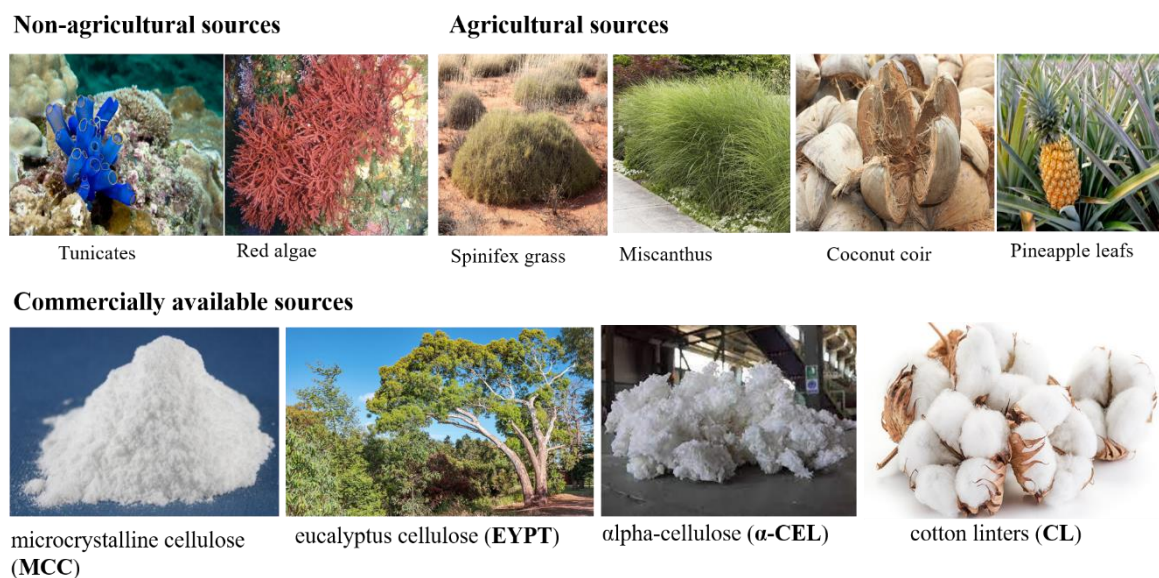 Non-agricultural sources
Agricultural sources
Tunicates
Red algae
Spinifex grass
Miscanthus
Coconut coir
Pineapple leafs
Commercially available sources
microcrystalline cellulose
(MCC)
eucalyptus cellulose (EYPT)
αlpha-cellulose (α-CEL)
cotton linters (CL)